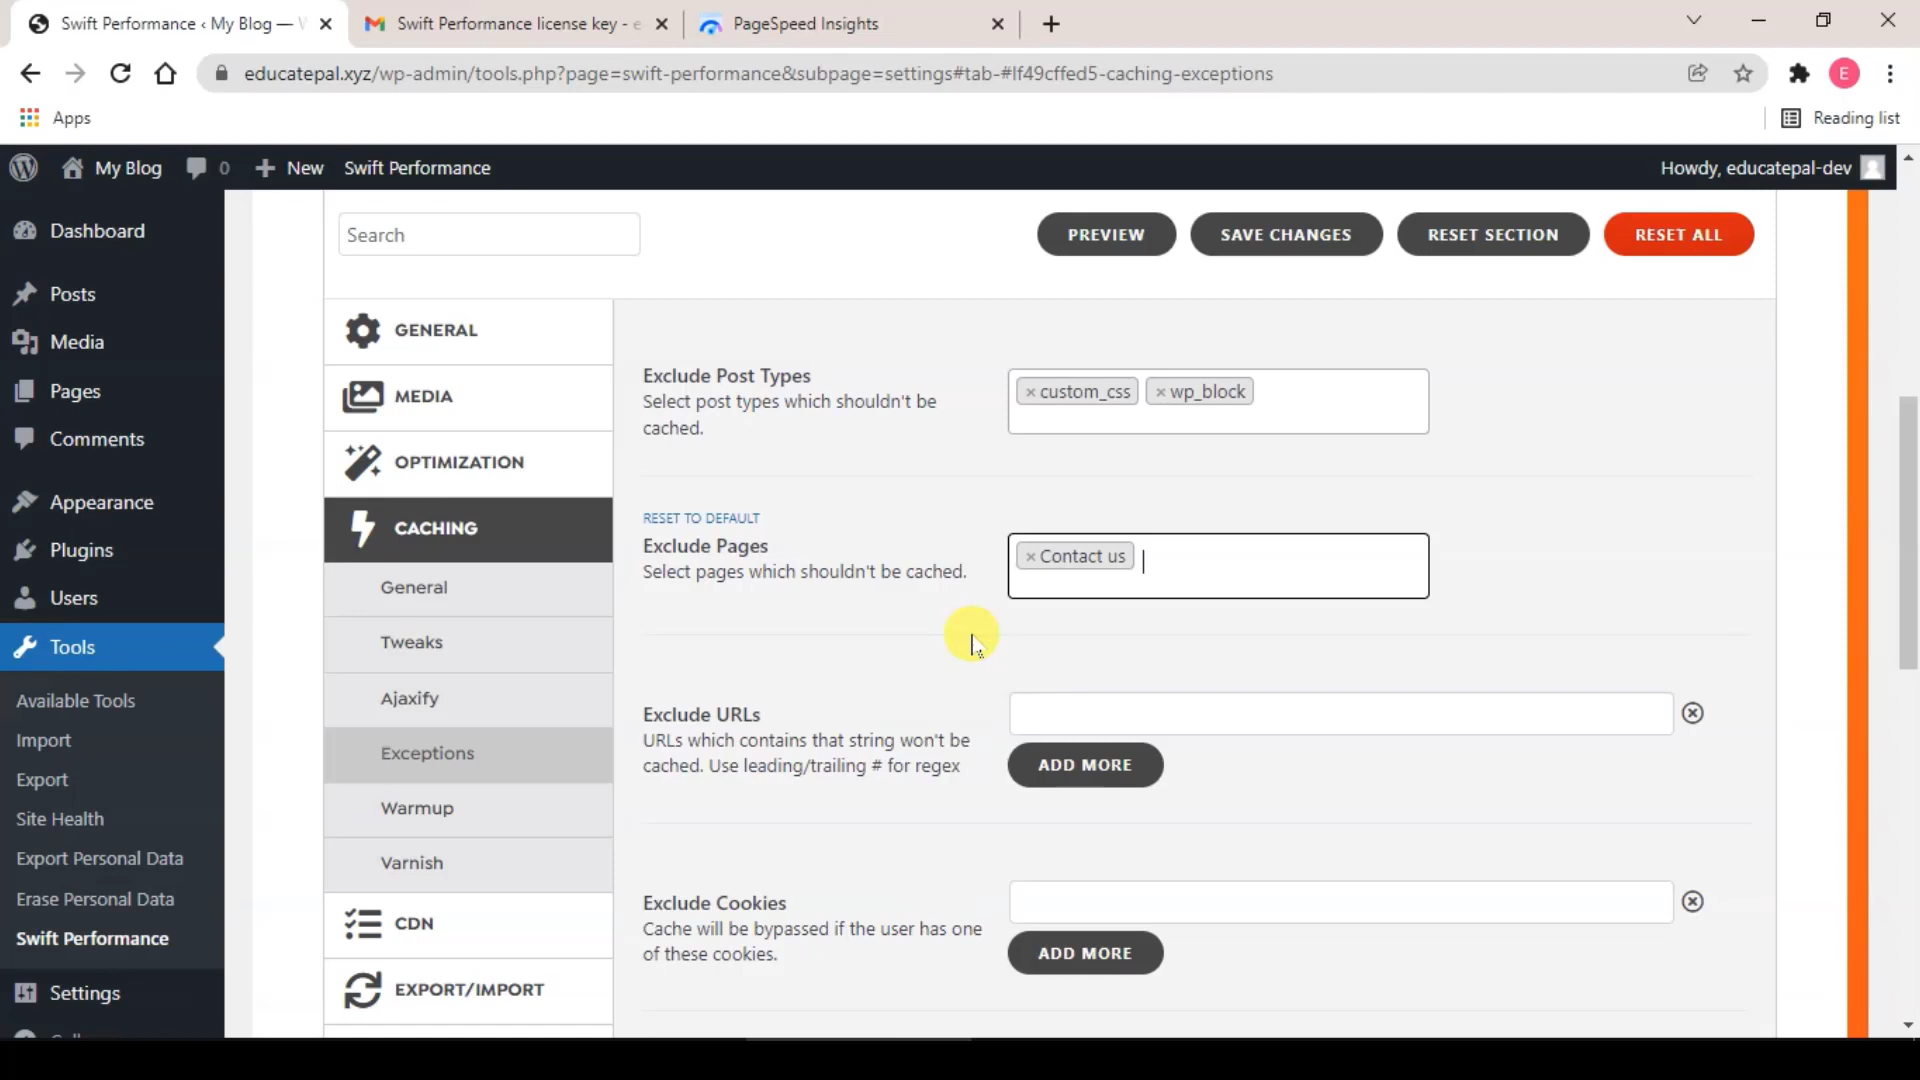 Swift Performance ‹ My Blog —
Swift Performance license key -
PageSpeed Insights
educatepal.xyz/wp-admin/tools.php?page=swift-performance&subpage=settings#tab-#lf49cffed5-caching-exceptions
E
Apps
Reading list
My Blog
0
New
Swift Performance
Howdy, educatepal-dev
Dashboard
Posts
Media
Pages
Comments
Appearance
Plugins
Users
Tools
Available Tools
Import
Export
Site Health
Export Personal Data
Erase Personal Data
Swift Performance
Settings
Search
PREVIEW
SAVE CHANGES
RESET SECTION
RESET ALL
GENERAL
MEDIA
OPTIMIZATION
CACHING
General
Tweaks
Ajaxify
Exceptions
Warmup
Varnish
CDN
EXPORT/IMPORT
Exclude Post Types
Select post types which shouldn't be
cached.
× custom_css × wp_block
RESET TO DEFAULT
Exclude Pages
Select pages which shouldn't be cached.
× Contact us
Exclude URLs
URLs which contains that string won't be
cached. Use leading/trailing # for regex
ADD MORE
Exclude Cookies
Cache will be bypassed if the user has one
of these cookies.
ADD MORE